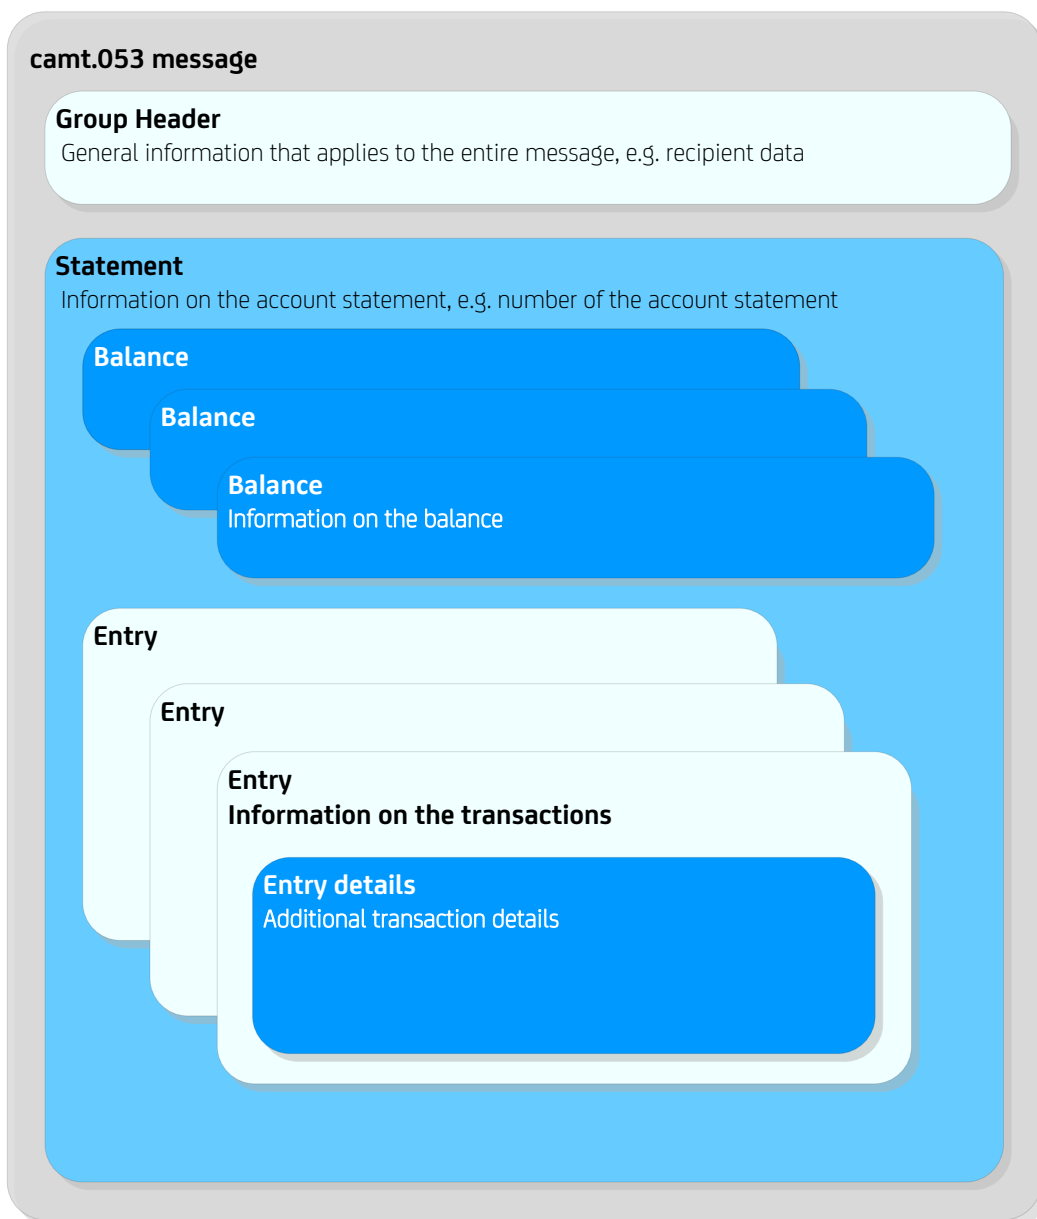 camt.053 message
Group Header
General information that applies to the entire message, e.g. recipient data
Statement
Information on the account statement, e.g. number of the account statement
Balance
Balance
Balance
Information on the balance
Entry
Entry
Entry
Information on the transactions
Entry details
Additional transaction details